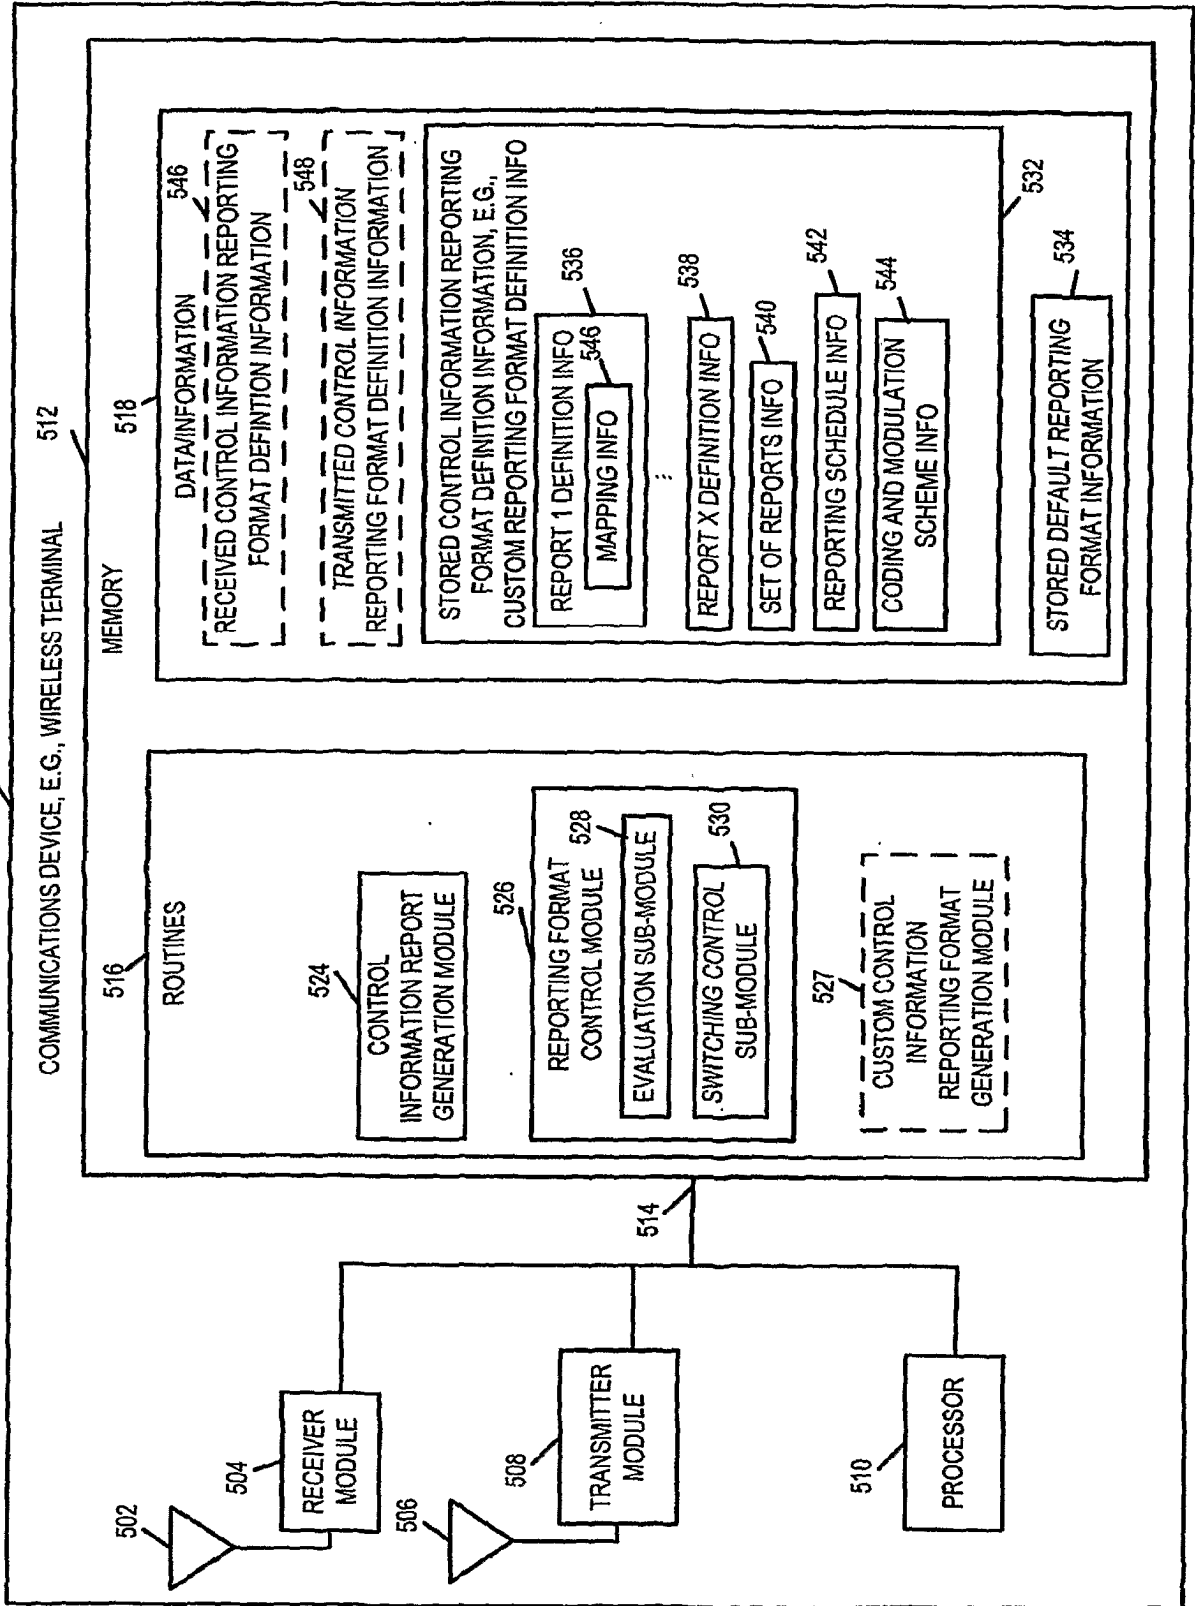 COMMUNICATIONS DEVICE, E.G., WIRELESS TERMINAL
512
502
504
RECEIVER
MODULE
506
508
TRANSMITTER
MODULE
510
PROCESSOR
514
MEMORY
516
ROUTINES
524
CONTROL
INFORMATION REPORT
GENERATION MODULE
526
REPORTING FORMAT
CONTROL MODULE
528
EVALUATION SUB-MODULE
530
SWITCHING CONTROL
SUB-MODULE
527
CUSTOM CONTROL
INFORMATION
REPORTING FORMAT
GENERATION MODULE
518
DATA/INFORMATION
546
RECEIVED CONTROL INFORMATION REPORTING
FORMAT DEFINTION INFORMATION
548
TRANSMITTED CONTROL INFORMATION
REPORTING FORMAT DEFINITION INFORMATION
STORED CONTROL INFORMATION REPORTING
FORMAT DEFINITION INFORMATION, E.G.,
CUSTOM REPORTING FORMAT DEFINITION INFO
536
REPORT 1 DEFINITION INFO
546
MAPPING INFO
538
REPORT X DEFINITION INFO
540
SET OF REPORTS INFO
542
REPORTING SCHEDULE INFO
544
CODING AND MODULATION
SCHEME INFO
532
534
STORED DEFAULT REPORTING
FORMAT INFORMATION